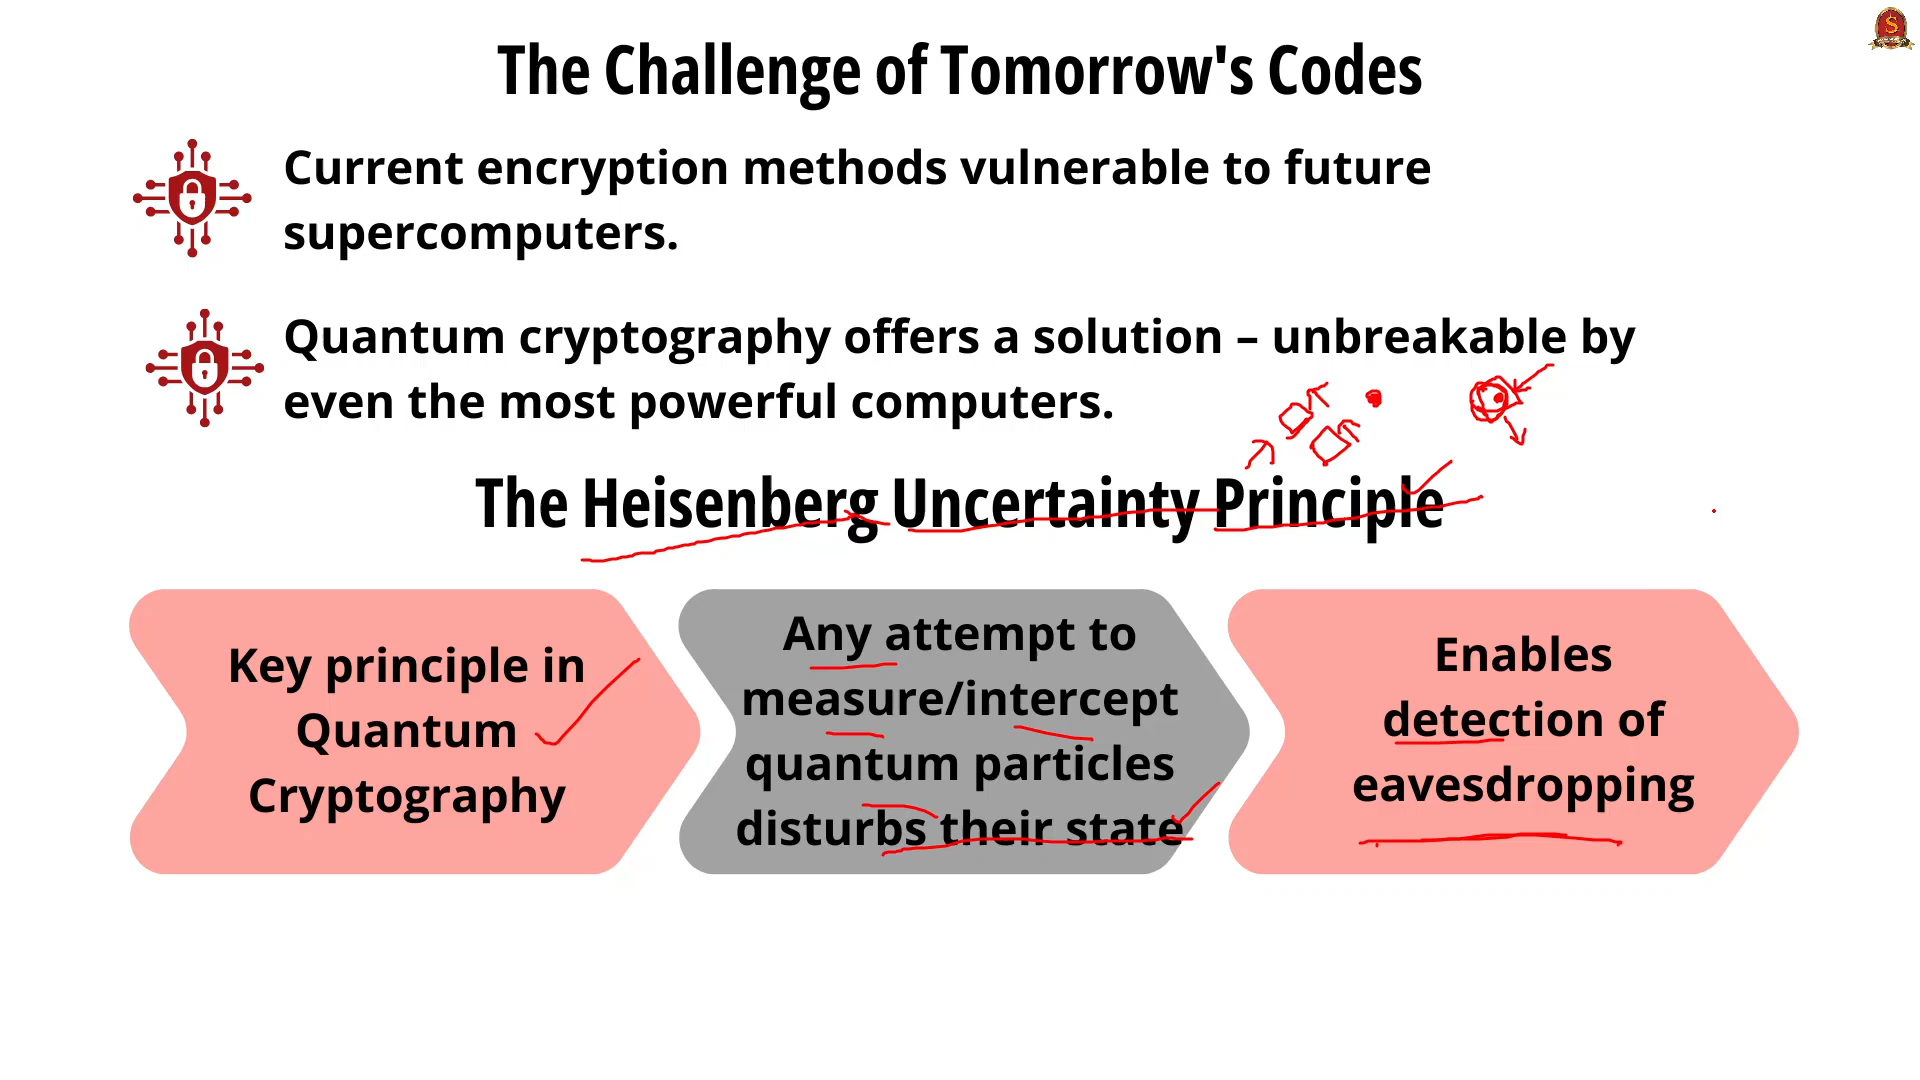 The Challenge of Tomorrow's Codes
Current encryption methods vulnerable to future
supercomputers.
Quantum cryptography offers a solution – unbreakable by
even the most powerful computers.
The Heisenberg Uncertainty Principle
Key principle in
Quantum
Cryptography
Any attempt to
measure/intercept
quantum particles
disturbs their state
Enables
detection of
eavesdropping
S